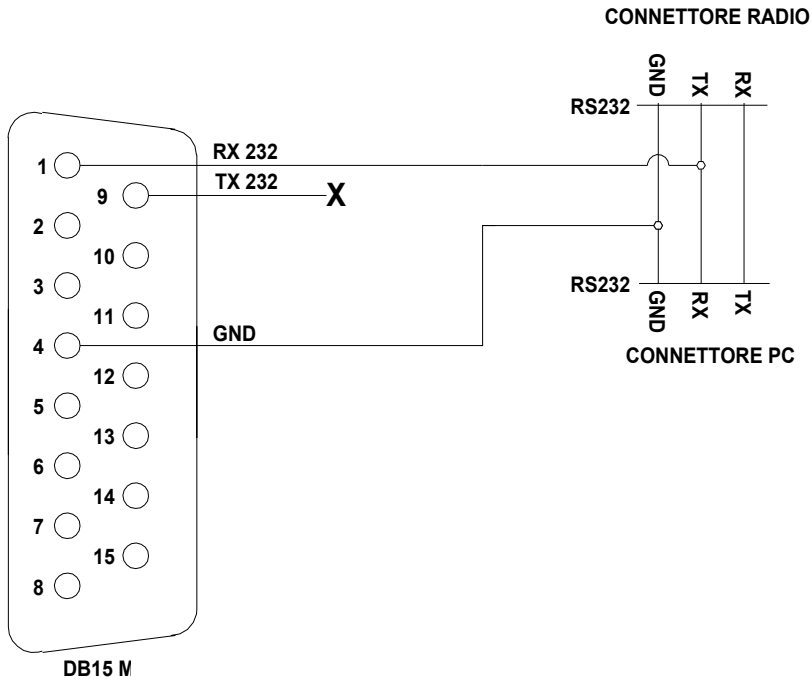 CONNETTORE RADIO
GND TX RX
RS232
1 RX 232
9 TX 232 X
2
10
3
RS232
11
GND RX TX
4 GND
CONNETTORE PC
12
5
13
6
14
7
15
8
DB15 M